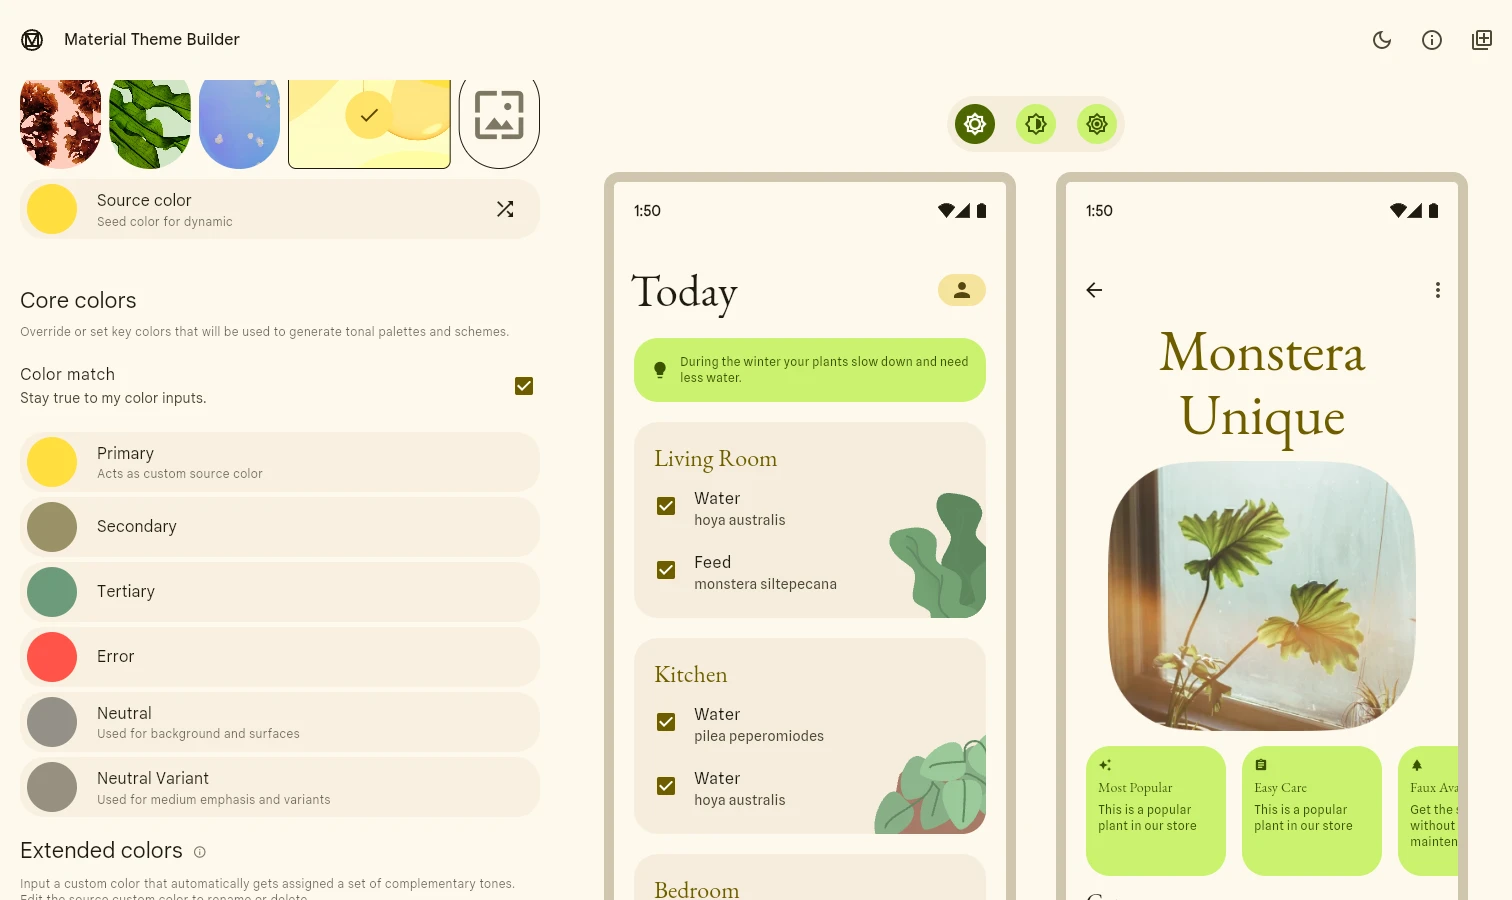 Material Theme Builder
Source color
Seed color for dynamic
Core colors
Override or set key colors that will be used to generate tonal palettes and schemes.
Color match
Stay true to my color inputs.
Primary
Acts as custom source color
Secondary
Tertiary
Error
Neutral
Used for background and surfaces
Neutral Variant
Used for medium emphasis and variants
Extended colors
Input a custom color that automatically gets assigned a set of complementary tones.
Edit the source custom color to rename or delete.
1:50
Today
During the winter your plants slow down and need
less water.
Living Room
Water
hoya australis
Feed
monstera siltepecana
Kitchen
Water
pilea peperomiodes
Water
hoya australis
Bedroom
1:50
Monstera
Unique
Most Popular
This is a popular
plant in our store
Easy Care
This is a popular
plant in our store
Faux Ava
Get the
without
mainten